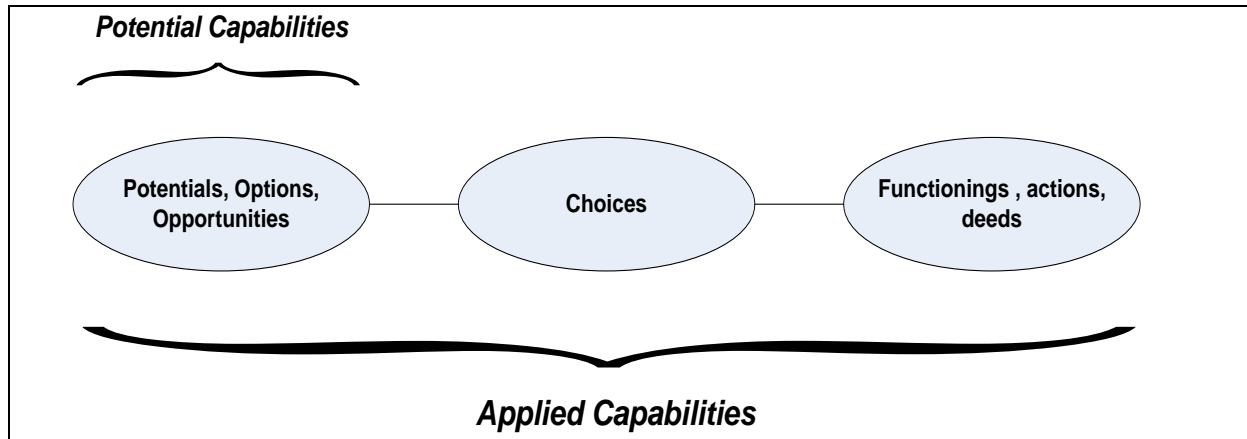 Potential Capabilities
Potentials, Options,
Opportunities
Choices
Functionings , actions,
deeds
Applied Capabilities